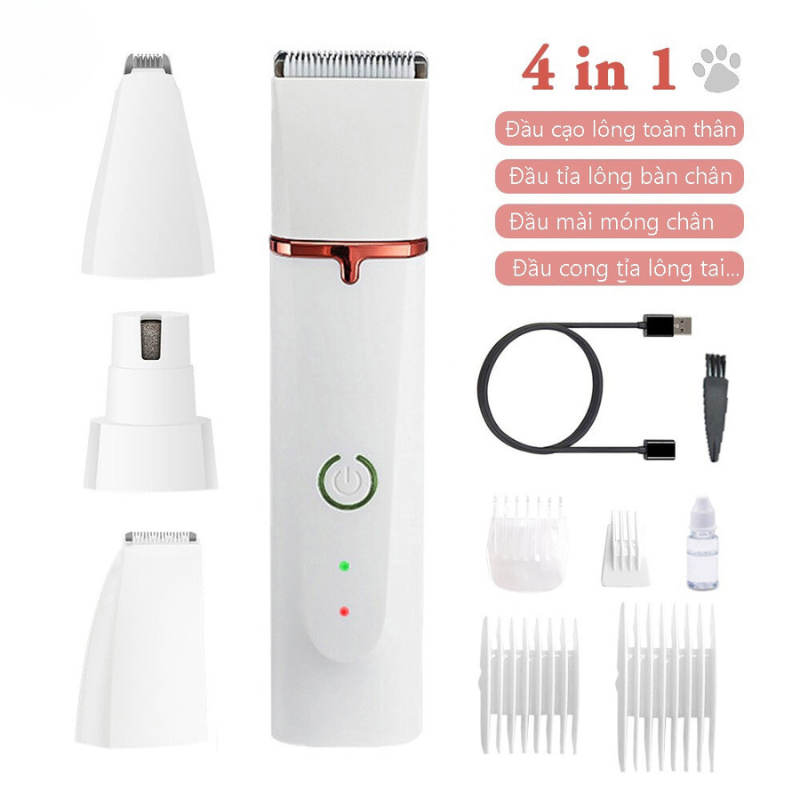 4 in 1
Đầu cạo lông toàn thân
Đầu tỉa lông bàn chân
Đầu mài móng chân
Đầu cong tỉa lông tai...